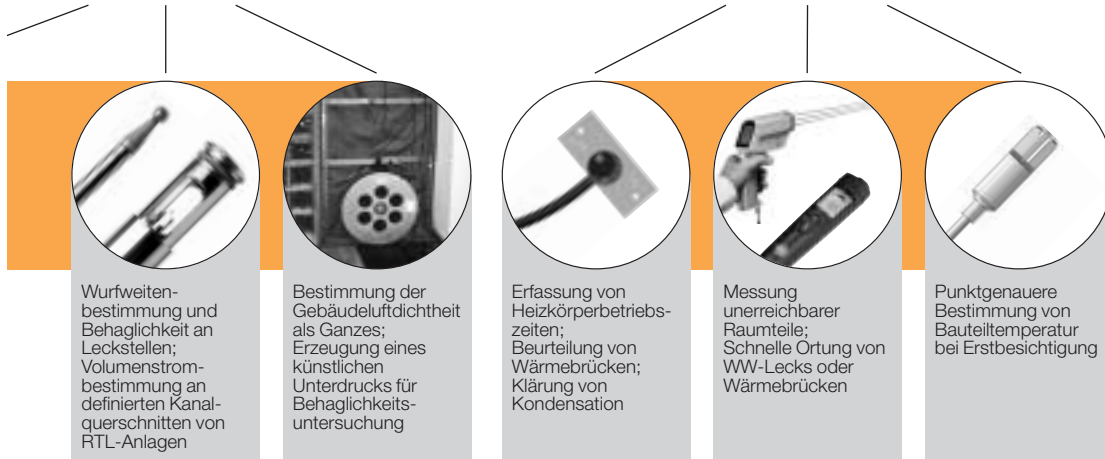 Wurfweiten-
bestimmung und
Behaglichkeit an
Leckstellen;
Volumenstrom-
bestimmung an
definierten Kanal-
querschnitten von
RTL-Anlagen
Bestimmung der
Gebäudeluftdichtheit
als Ganzes;
Erzeugung eines
künstlichen
Unterdrucks für
Behaglichkeits-
untersuchung
Erfassung von
Heizkörperbetriebs-
zeiten;
Beurteilung von
Wärmebrücken;
Klärung von
Kondensation
Messung
unerreichbarer
Raumteile;
Schnelle Ortung von
WW-Lecks oder
Wärmebrücken
Punktgenauere
Bestimmung von
Bauteiltemperatur
bei Erstbesichtigung